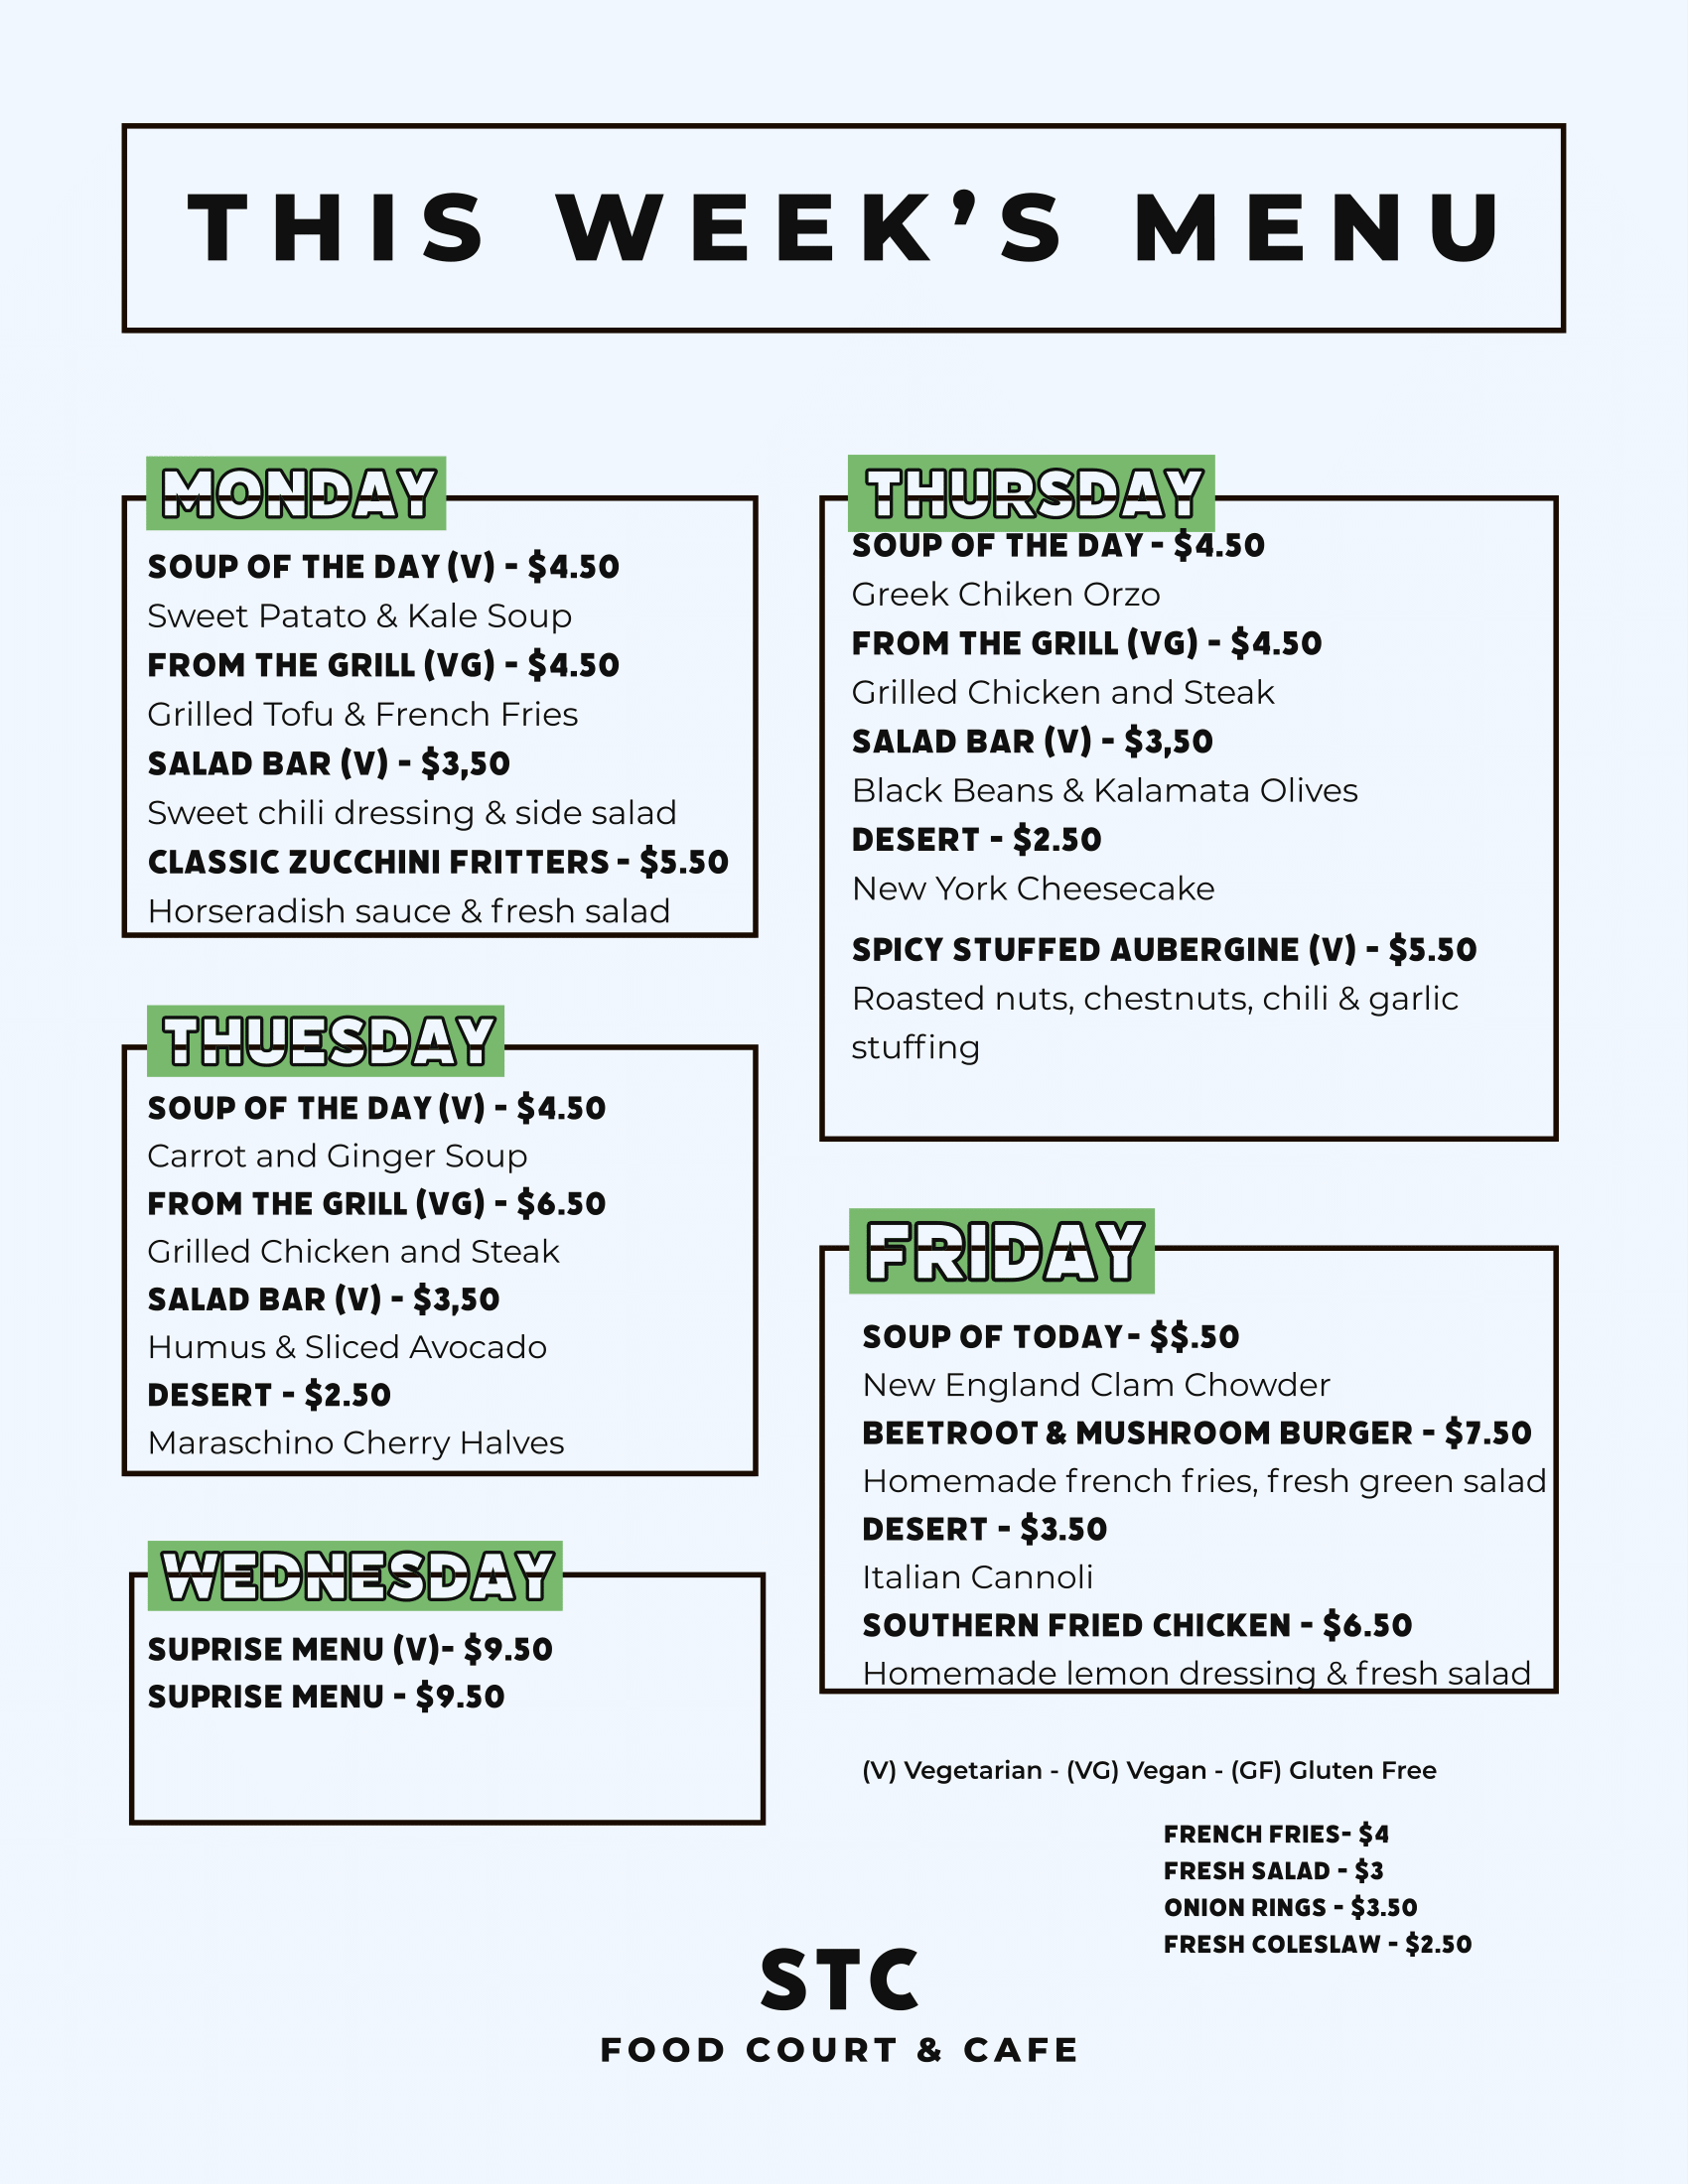 THIS WEEK’S MENU
MONDAY
SOUP OF THE DAY (V) - $4.50
Sweet Patato & Kale Soup
FROM THE GRILL (VG) - $4.50
Grilled Tofu & French Fries
SALAD BAR (V) - $3,50
Sweet chili dressing & side salad
CLASSIC ZUCCHINI FRITTERS - $5.50
Horseradish sauce & fresh salad
THUESDAY
SOUP OF THE DAY (V) - $4.50
Carrot and Ginger Soup
FROM THE GRILL (VG) - $6.50
Grilled Chicken and Steak
SALAD BAR (V) - $3,50
Humus & Sliced Avocado
DESERT - $2.50
Maraschino Cherry Halves
WEDNESDAY
SUPRISE MENU (V)- $9.50
SUPRISE MENU - $9.50
THURSDAY
SOUP OF THE DAY - $4.50
Greek Chiken Orzo
FROM THE GRILL (VG) - $4.50
Grilled Chicken and Steak
SALAD BAR (V) - $3,50
Black Beans & Kalamata Olives
DESERT - $2.50
New York Cheesecake
SPICY STUFFED AUBERGINE (V) - $5.50
Roasted nuts, chestnuts, chili & garlic
stuffing
FRIDAY
SOUP OF TODAY- $$.50
New England Clam Chowder
BEETROOT & MUSHROOM BURGER - $7.50
Homemade french fries, fresh green salad
DESERT - $3.50
Italian Cannoli
SOUTHERN FRIED CHICKEN - $6.50
Homemade lemon dressing & fresh salad
(V) Vegetarian - (VG) Vegan - (GF) Gluten Free
FRENCH FRIES- $4
FRESH SALAD - $3
ONION RINGS - $3.50
FRESH COLESLAW - $2.50
STC
FOOD COURT & CAFE